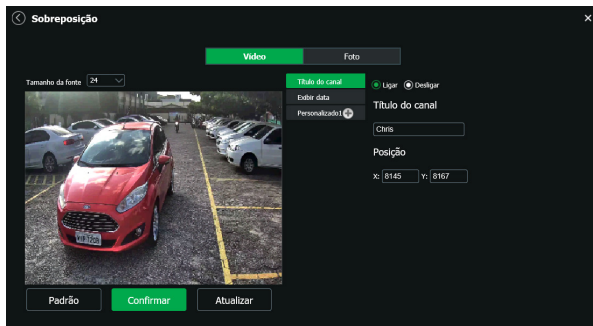 Sobreposição
×
Vídeo
Foto
Tamanho da fonte 24
Título do canal
Exibir data
Personalizado1
Ligar Desligar
Título do canal
Chris
Posição
X: 8145 Y: 8167
Padrão
Confirmar
Atualizar